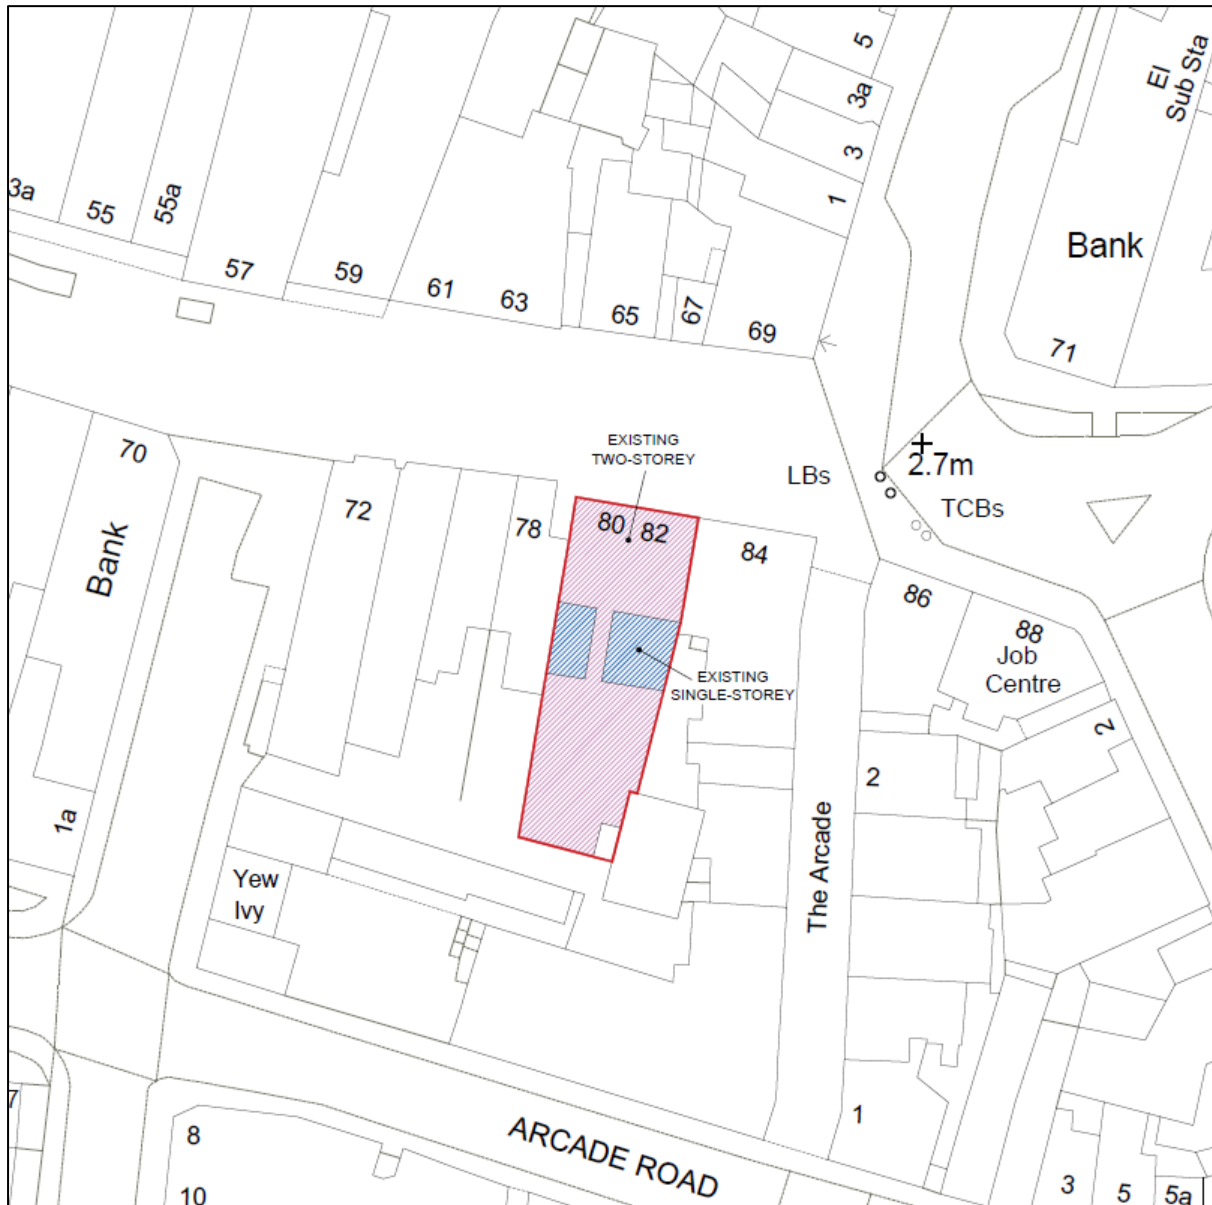 5
El
Sub Sta
3a
3
1
3a
55
55a
Bank
57
59
61
63
65
67
69
71
EXISTING
TWO-STOREY
2.7m
LBs
TCBs
70
72
78
80
82
84
86
88
Job
Centre
Bank
EXISTING
SINGLE-STOREY
2
2
1a
The Arcade
Yew
Ivy
7
8
10
ARCADE ROAD
1
3
5
5a